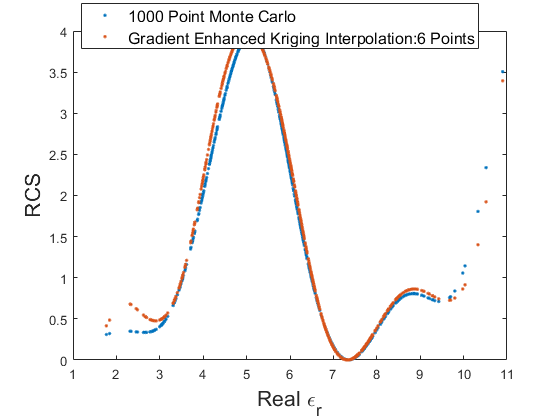 1000 Point Monte Carlo
Gradient Enhanced Kriging Interpolation:6 Points
4
3.5
3
2.5
2
1.5
1
0.5
0
RCS
1 2 3 4 5 6 7 8 9 10 11
Real ϵr